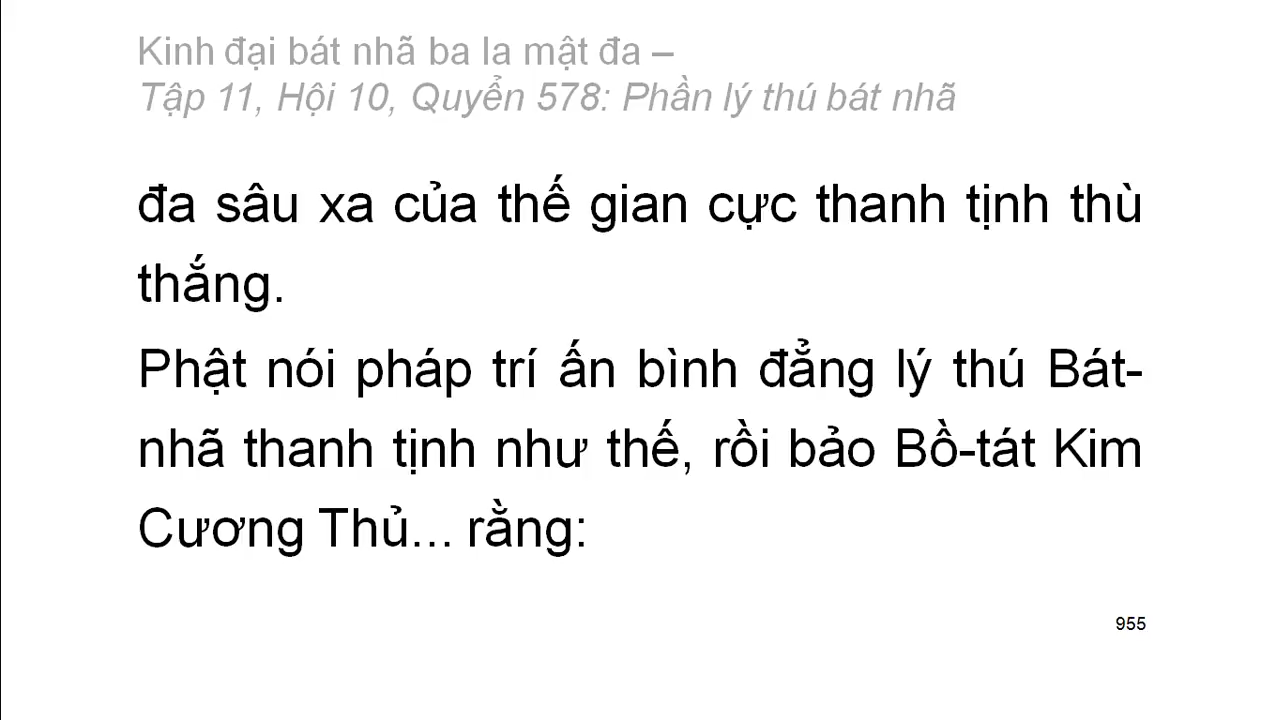 Kinh đại bát nhã ba la mật đa –
Tập 11, Hội 10, Quyển 578: Phần lý thú bát nhã
đa sâu xa của thế gian cực thanh tịnh thù
thắng.
Phật nói pháp trí ấn bình đẳng lý thú Bát-
nhã thanh tịnh như thế, rồi bảo Bồ-tát Kim
Cương Thủ... rằng:
955